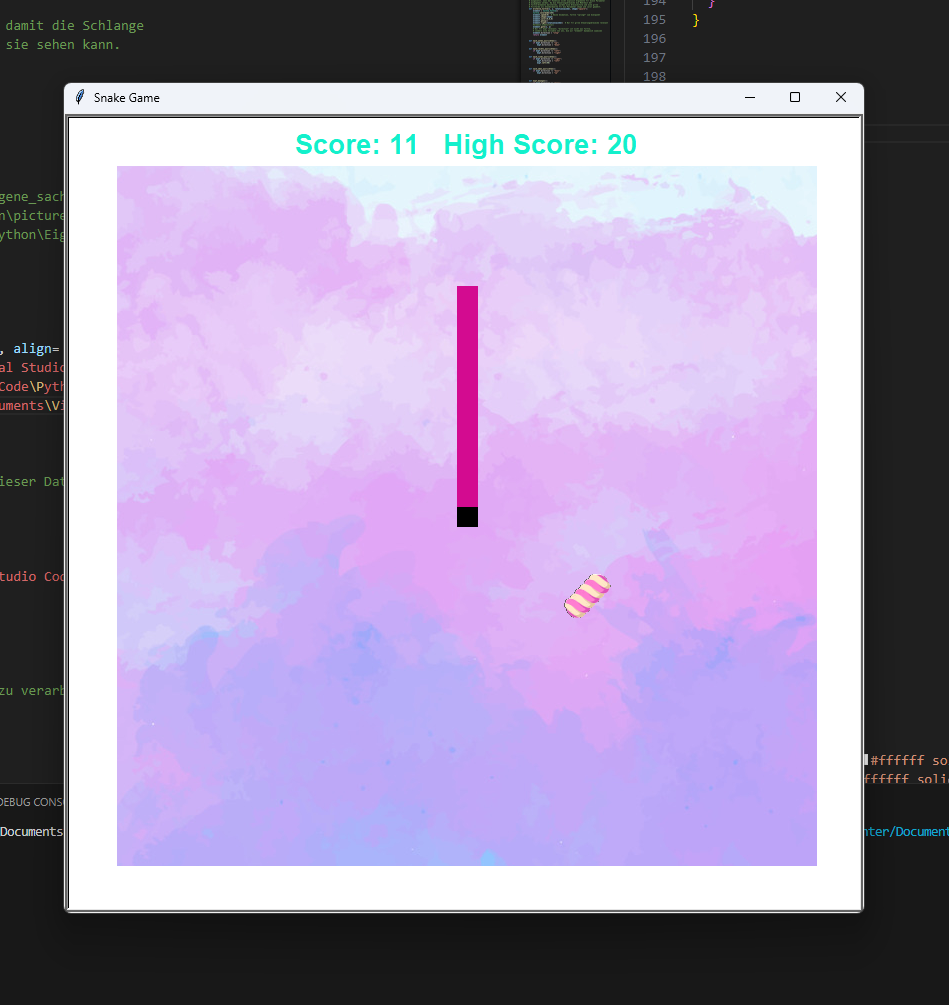 damit die Schlange
sie sehen kann.
194 }
195 }
196
197
198
Snake Game
Score: 11 High Score: 20
gene_sach
n\picture
ython\Eig
, align=
al Studio
Code\Pyth
uments\Vi
ieser Dat
tudio Cod
zu verarb
#ffffff so
ffffff soli
DEBUG CONS
Documents
nter/Document